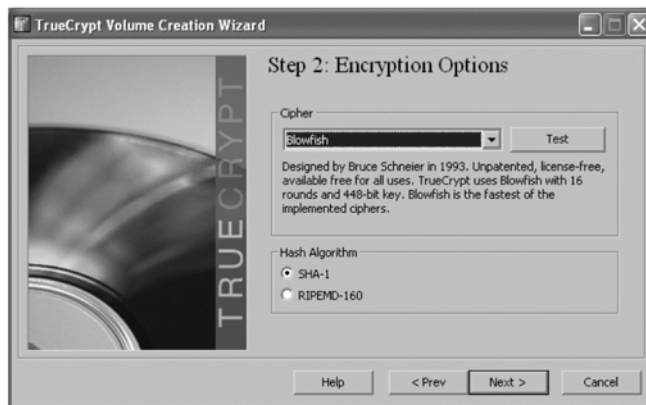 TrueCrypt Volume Creation Wizard
TRUECRYPT
Step 2: Encryption Options
Cipher
Blowfish
Test
Designed by Bruce Schneier in 1993. Unpatented, license-free,
available free for all uses. TrueCrypt uses Blowfish with 16
rounds and 448-bit key. Blowfish is the fastest of the
implemented ciphers.
Hash Algorithm
SHA-1
RIPEMD-160
Help
< Prev
Next >
Cancel